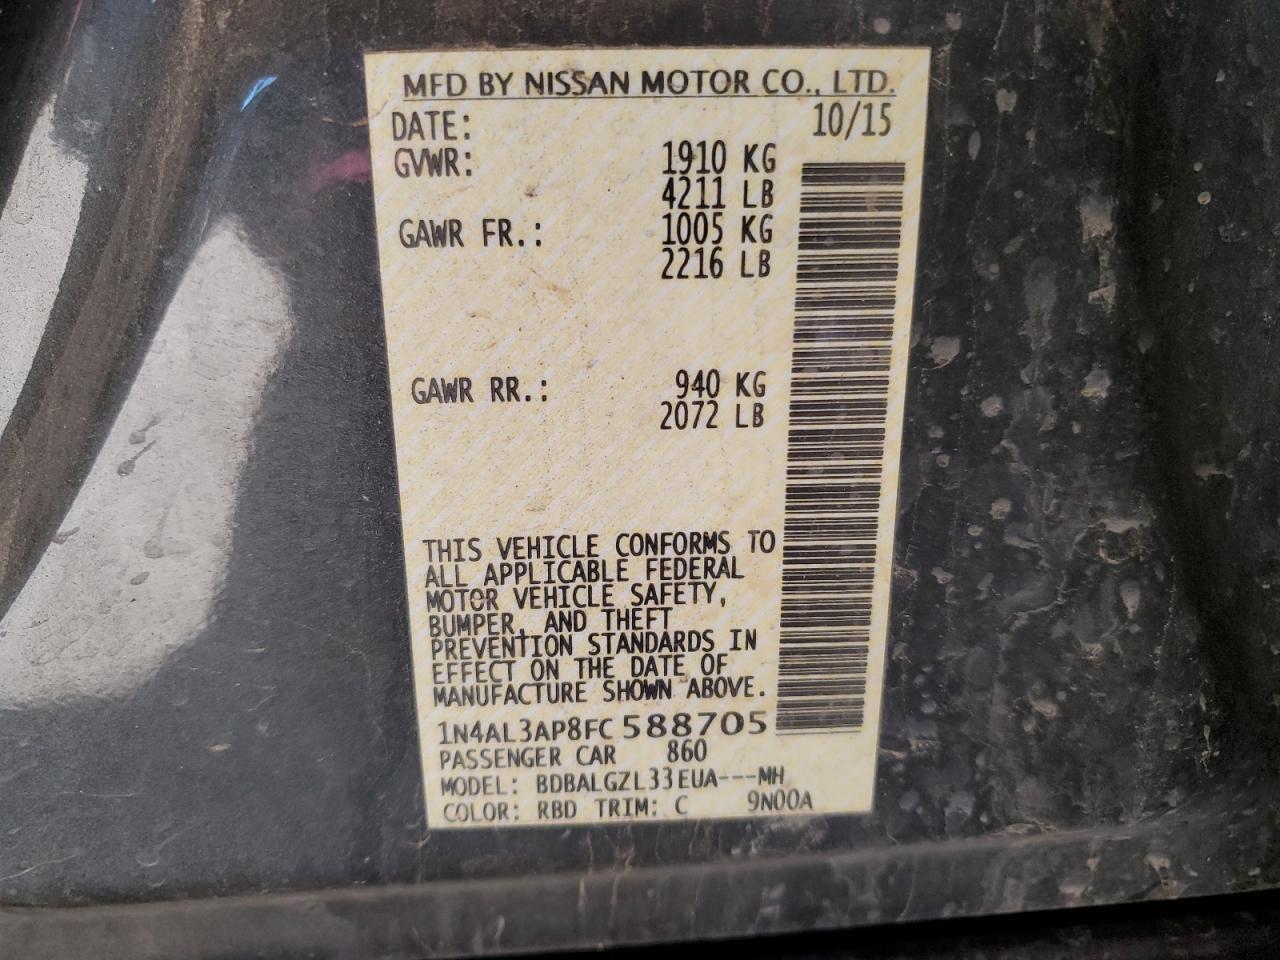 MFD BY NISSAN MOTOR CO., LTD.
DATE: 10/15
GVWR: 1910 KG
4211 LB
GAWR FR.: 1005 KG
2216 LB
GAWR RR.: 940 KG
2072 LB
THIS VEHICLE CONFORMS TO
ALL APPLICABLE FEDERAL
MOTOR VEHICLE SAFETY,
BUMPER, AND THEFT
PREVENTION STANDARDS IN
EFFECT ON THE DATE OF
MANUFACTURE SHOWN ABOVE.
1N4AL3AP8FC588705
PASSENGER CAR 860
MODEL: BDBALGZL33EUA---MH
COLOR: RBD TRIM: C 9N00A